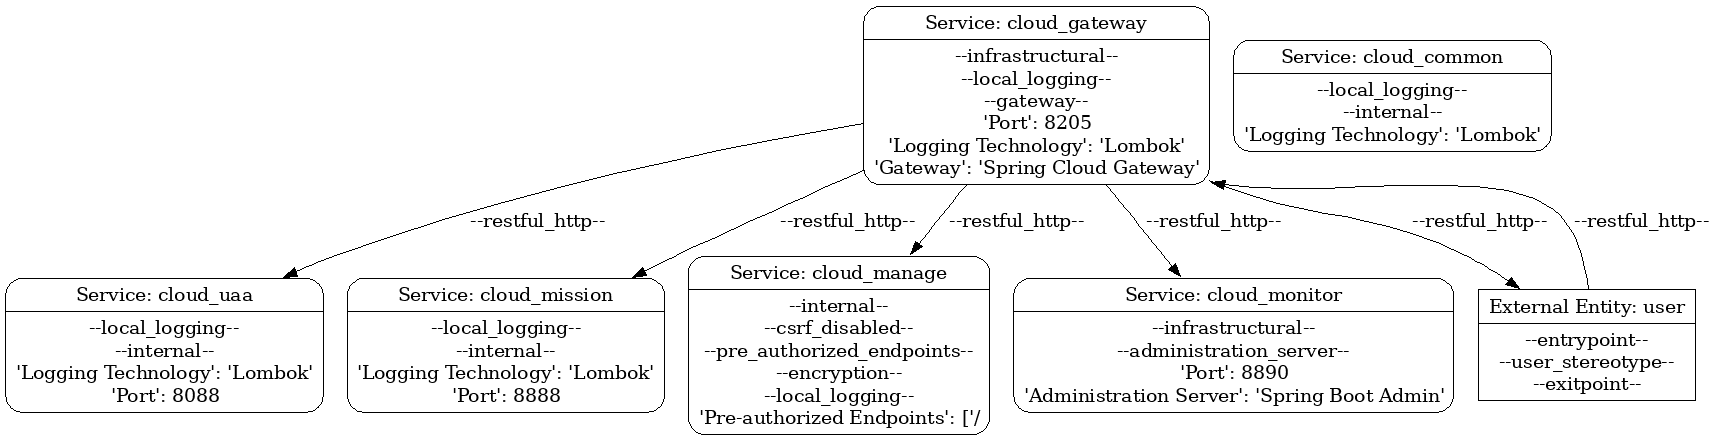 Service: cloud_gateway
--infrastructural--
--local_logging--
--gateway--
'Port': 8205
'Logging Technology': 'Lombok'
'Gateway': 'Spring Cloud Gateway'
Service: cloud_common
--local_logging--
--internal--
'Logging Technology': 'Lombok'
--restful_http--
--restful_http--
--restful_http--
--restful_http--
--restful_http--
--restful_http--
Service: cloud_uaa
--local_logging--
--internal--
'Logging Technology': 'Lombok'
'Port': 8088
Service: cloud_mission
--local_logging--
--internal--
'Logging Technology': 'Lombok'
'Port': 8888
Service: cloud_manage
--internal--
--csrf_disabled--
--pre_authorized_endpoints--
--encryption--
--local_logging--
'Pre-authorized Endpoints': ['/
Service: cloud_monitor
--infrastructural--
--administration_server--
'Port': 8890
'Administration Server': 'Spring Boot Admin'
External Entity: user
--entrypoint--
--user_stereotype--
--exitpoint--